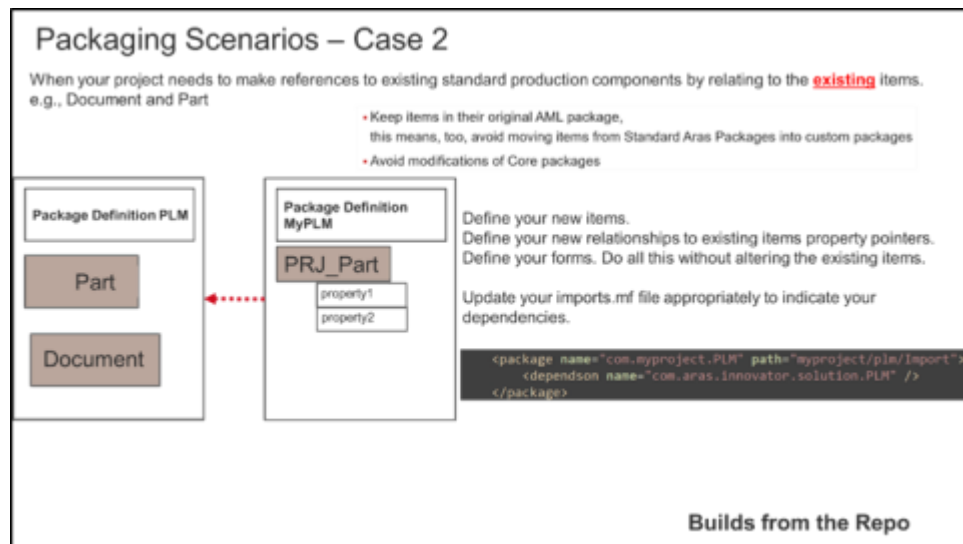 Packaging Scenarios – Case 2
When your project needs to make references to existing standard production components by relating to the existing items.
e.g., Document and Part
• Keep items in their original AML package,
this means, too, avoid moving items from Standard Aras Packages into custom packages
• Avoid modifications of Core packages
Package Definition PLM
Part
Document
Package Definition
MyPLM
PRJ_Part
property1
property2
Define your new items.
Define your new relationships to existing items property pointers.
Define your forms. Do all this without altering the existing items.
Update your imports.mf file appropriately to indicate your
dependencies.
<package name="com.myproject.PLM" path="myproject/plm/Import">
<dependson name="com.aras.innovator.solution.PLM" />
</package>
Builds from the Repo